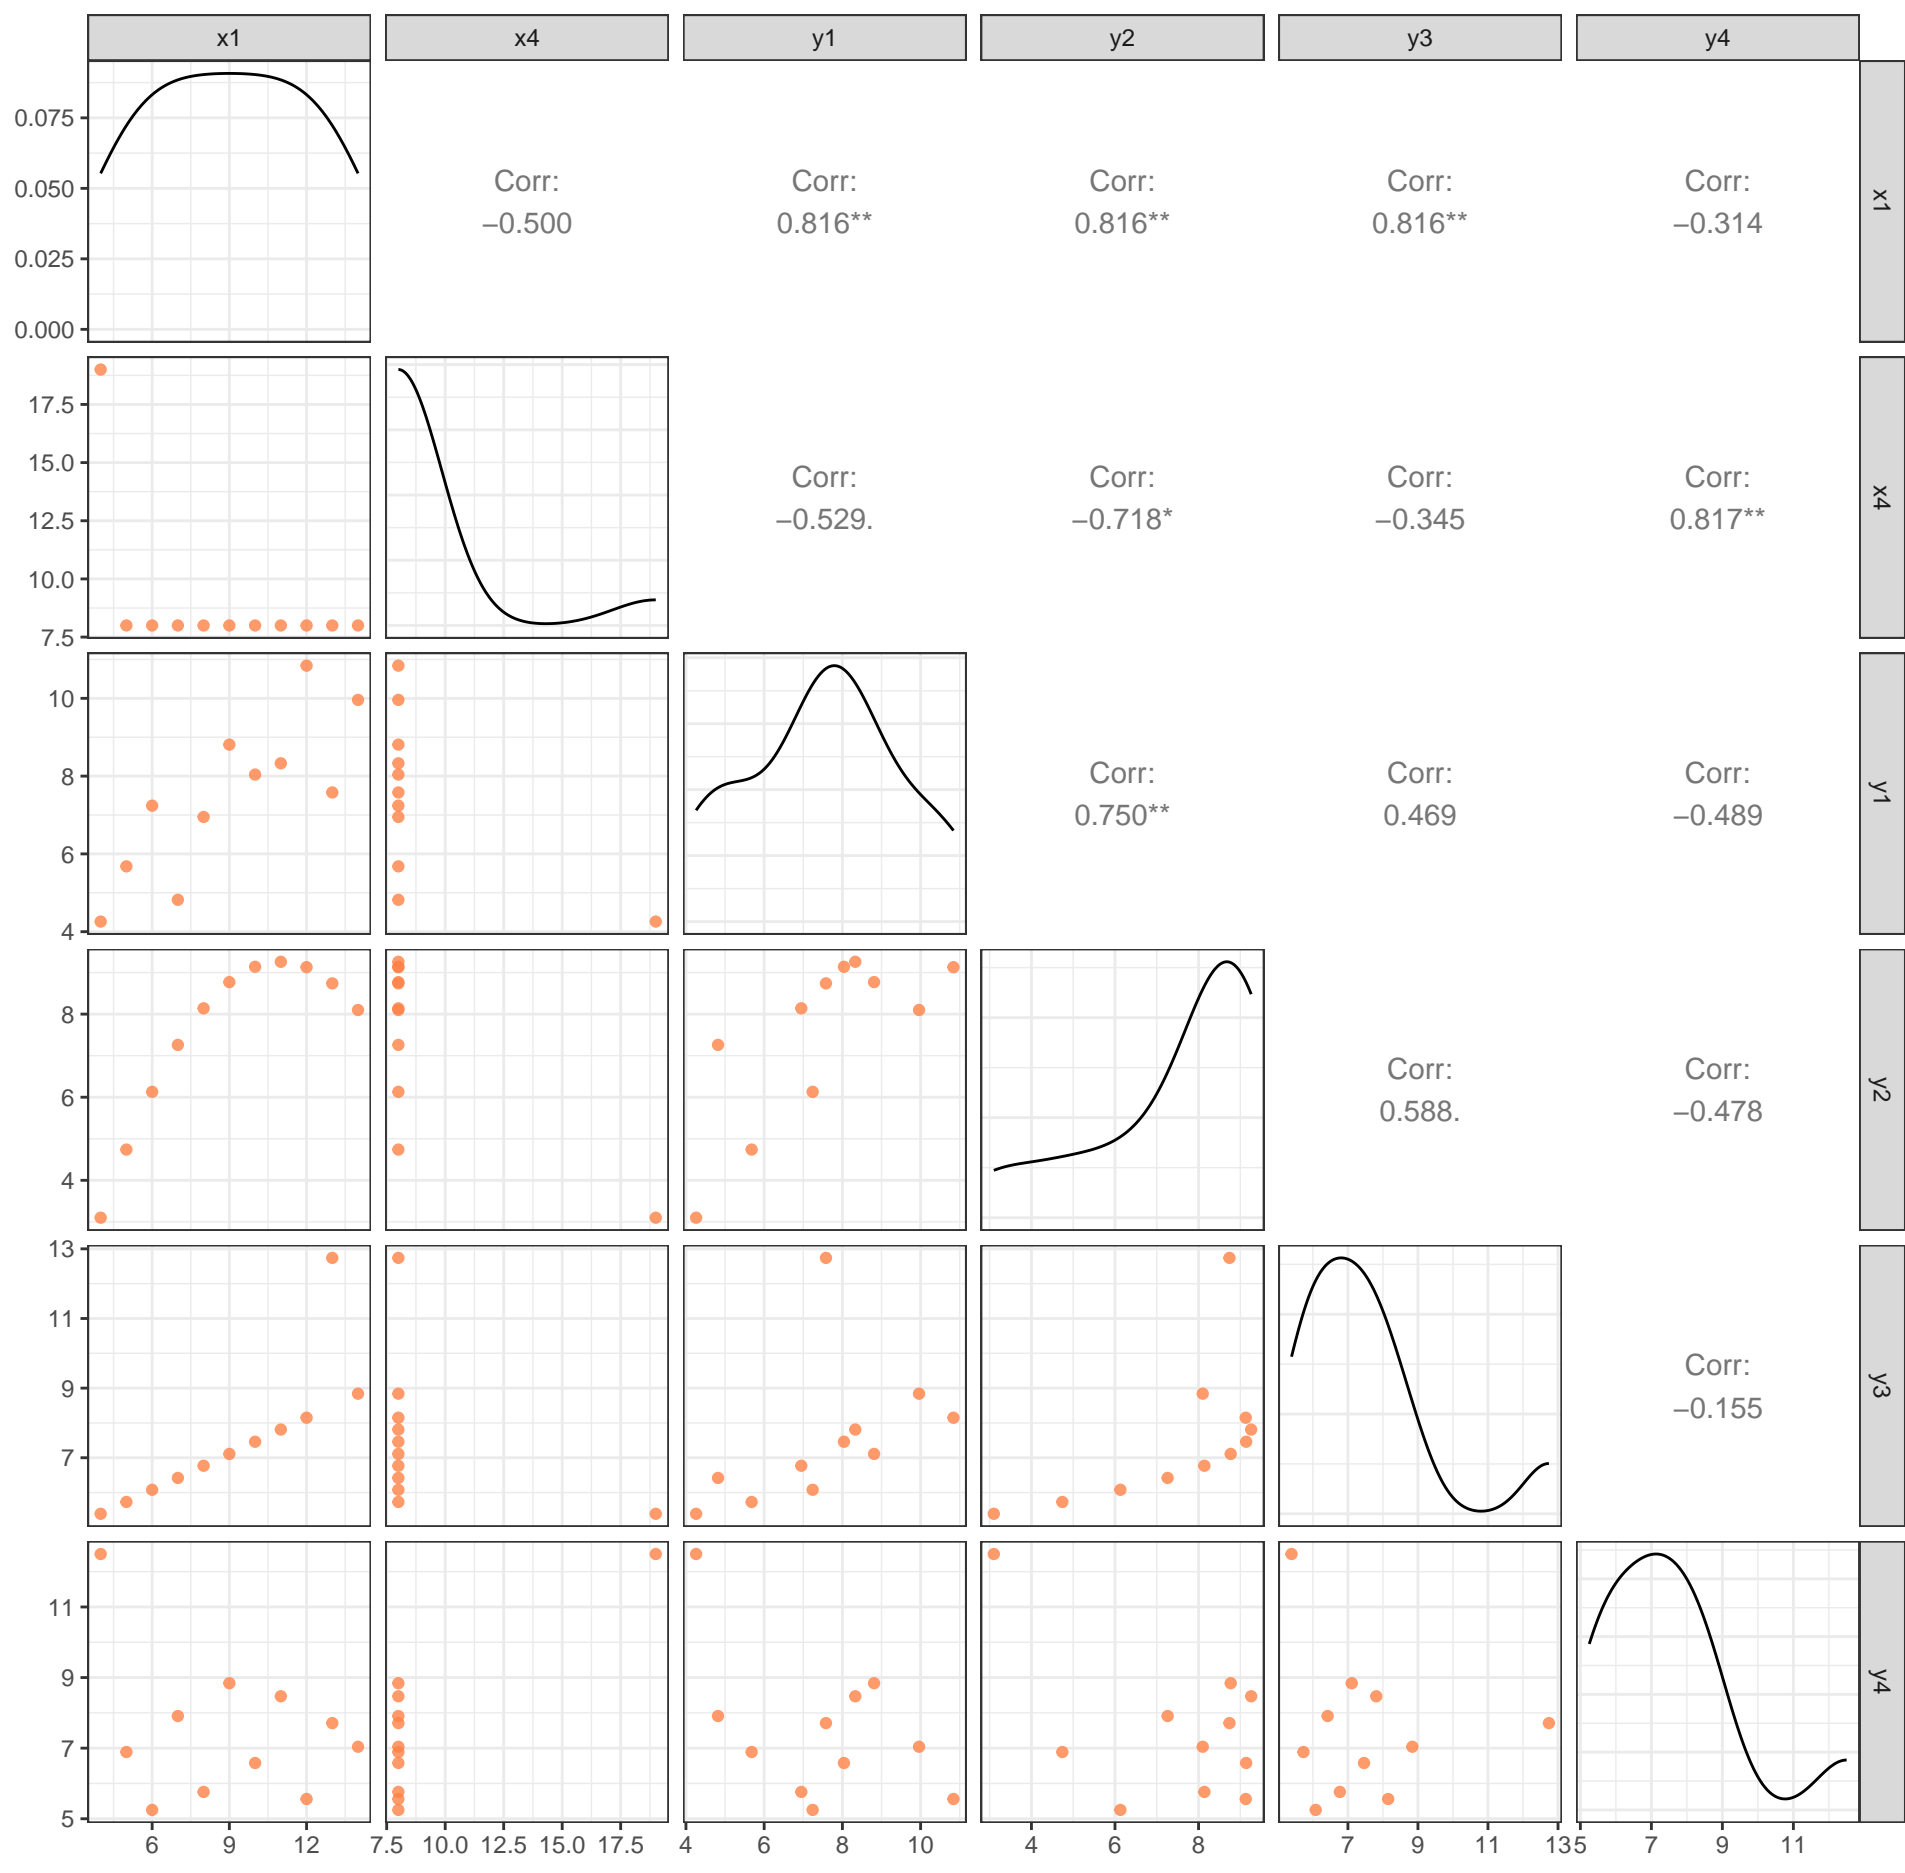 x1 x4 y1 y2 y3 y4
0.075
0.050
0.025
0.000
Corr:
−0.500
Corr:
0.816**
Corr:
0.816**
Corr:
0.816**
Corr:
−0.314
x1
17.5
15.0
12.5
10.0
7.5
Corr:
−0.529.
Corr:
−0.718*
Corr:
−0.345
Corr:
0.817**
x4
10
8
6
4
Corr:
0.750**
Corr:
0.469
Corr:
−0.489
y1
8
6
4
Corr:
0.588.
Corr:
−0.478
y2
13
11
9
7
Corr:
−0.155
y3
11
9
7
5
y4
6 9 12 7.5 10.0 12.5 15.0 17.5 4 6 8 10 4 6 8 7 9 11 13 5 7 9 11